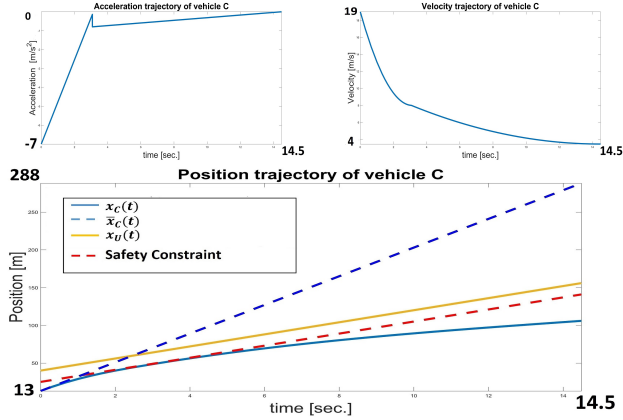 Acceleration trajectory of vehicle C
0
Acceleration [m/s²]
-7
time [sec.]
14.5
Velocity trajectory of vehicle C
19
Velocity [m/s]
4
time [sec.]
14.5
Position trajectory of vehicle C
288
250
200
150
100
50
13
Position [m]
x_C(t)
x̅_C(t)
x_U(t)
Safety Constraint
0 2 4 6 8 10 12 14
14.5
time [sec.]